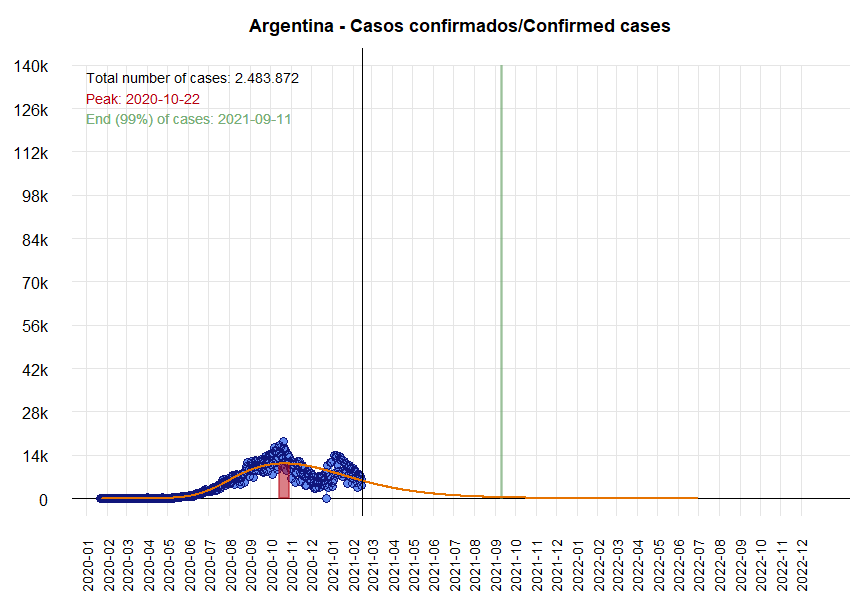 Argentina - Casos confirmados/Confirmed cases
Total number of cases: 2.483.872
Peak: 2020-10-22
End (99%) of cases: 2021-09-11
140k
126k
112k
98k
84k
70k
56k
42k
28k
14k
0
2020-01
2020-02
2020-03
2020-04
2020-05
2020-06
2020-07
2020-08
2020-09
2020-10
2020-10
2020-12
2021-01
2021-02
2021-03
2021-04
2021-05
2021-06
2021-07
2021-08
2021-09
2021-10
2021-11
2021-12
2022-02
2022-02
2022-03
2022-04
2022-05
2022-06
2022-07
2022-08
2022-09
2022-10
2022-11
2022-12